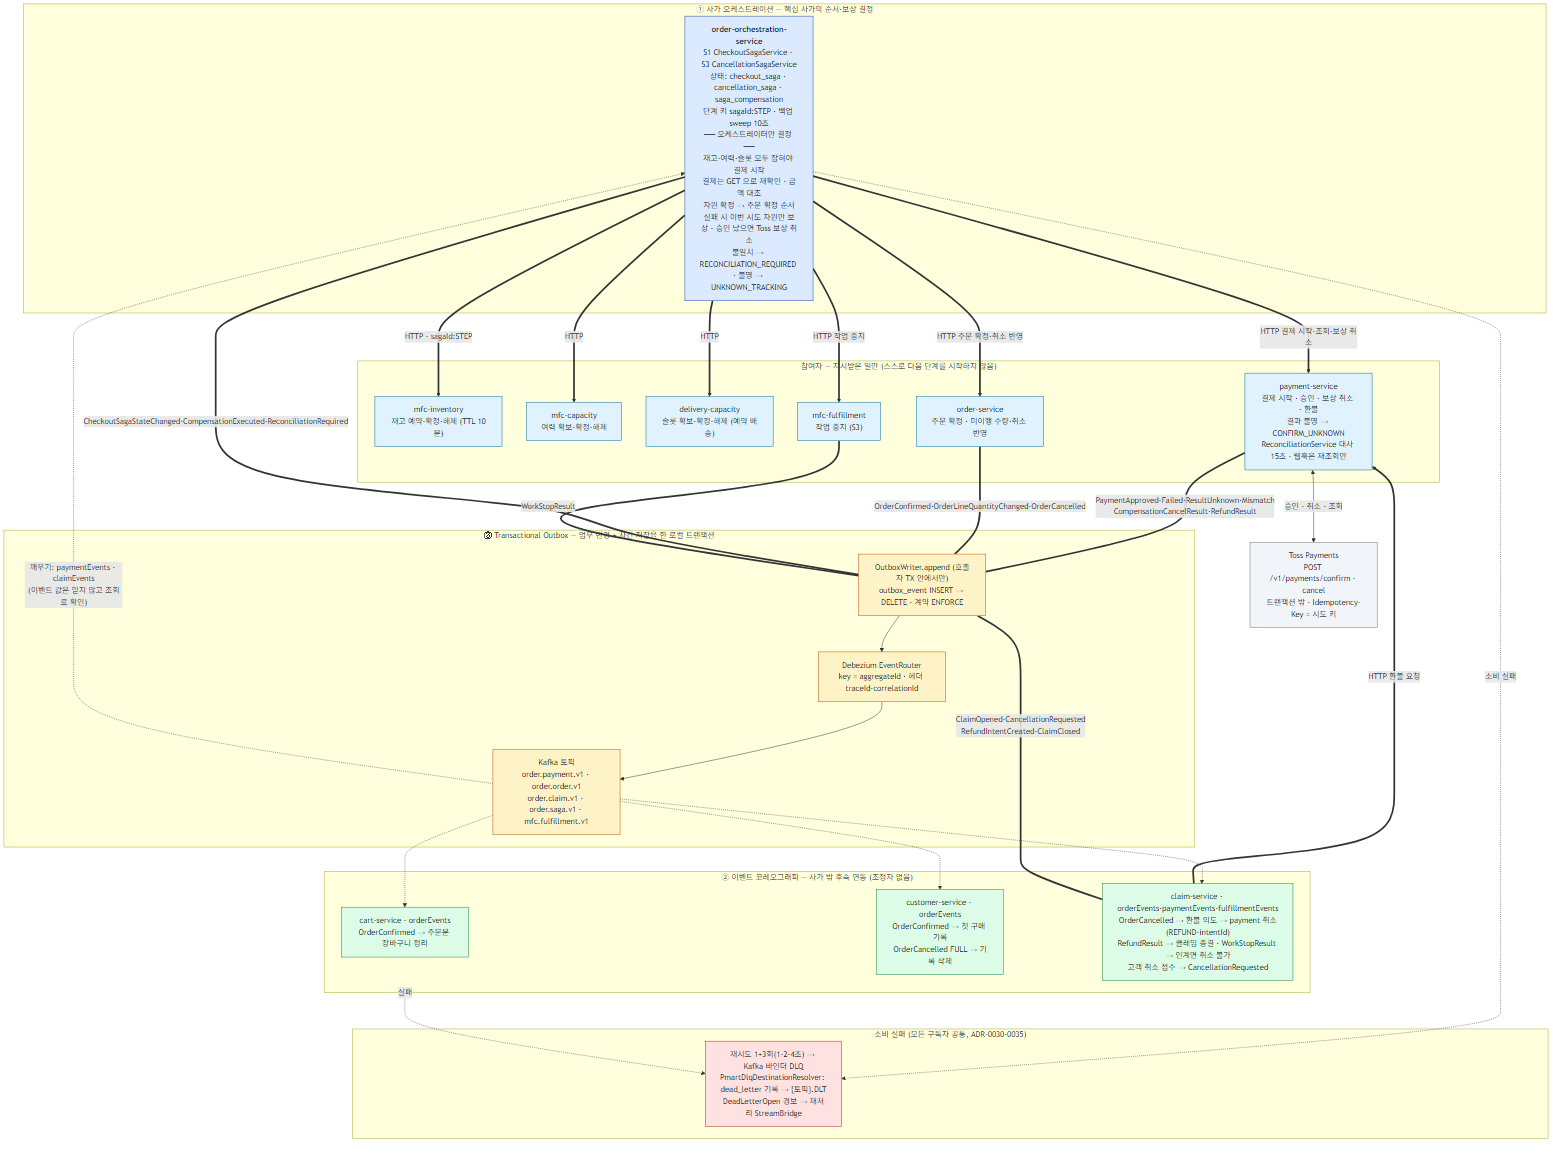 ① 사가 오케스트레이션 — 핵심 사가의 순서·보상 결정
order-orchestration-
service
S1 CheckoutSagaService ·
S3 CancellationSagaService
상태: checkout_saga ·
cancellation_saga ·
saga_compensation
단계 키 sagaId:STEP · 백업
sweep 10초
── 오케스트레이터만 결정
──
재고·여력·슬롯 모두 잡혀야
결제 시작
결제는 GET 으로 재확인 · 금
액 대조
자원 확정 → 주문 확정 순서
실패 시 이번 시도 자원만 보
상 · 승인 났으면 Toss 보상 취
소
불일치 →
RECONCILIATION_REQUIRED
· 불명 →
UNKNOWN_TRACKING
HTTP · sagaId:STEP
HTTP
HTTP
HTTP 작업 중지
HTTP 주문 확정·취소 반영
HTTP 결제 시작·조회·보상 취
소
참여자 — 지시받은 일만 (스스로 다음 단계를 시작하지 않음)
mfc-inventory
재고 예약·확정·해제 (TTL 10
분)
mfc-capacity
여력 확보·확정·해제
delivery-capacity
슬롯 확보·확정·해제 (예약 배
송)
mfc-fulfillment
작업 중지 (S3)
order-service
주문 확정 · 미이행 수량·취소
반영
payment-service
결제 시작 · 승인 · 보상 취소
· 환불
결과 불명 →
CONFIRM_UNKNOWN
ReconciliationService 대사
15초 · 웹훅은 재조회만
CheckoutSagaStateChanged·CompensationExecuted·ReconciliationRequired
WorkStopResult
OrderConfirmed·OrderLineQuantityChanged·OrderCancelled
PaymentApproved·Failed·ResultUnknown·Mismatch
CompensationCancelResult·RefundResult
승인 · 취소 · 조회
Transactional Outbox — 업무 변경 + 사건 저장을 한 로컬 트랜잭션
OutboxWriter.append (호출
자 TX 안에서만)
outbox_event INSERT →
DELETE · 계약 ENFORCE
Toss Payments
POST
/v1/payments/confirm ·
cancel
트랜잭션 밖 · Idempotency-
Key = 시도 키
깨우기: paymentEvents ·
claimEvents
(이벤트 값은 믿지 않고 조회
로 확인)
Debezium EventRouter
key = aggregateId · 헤더
traceId·correlationId
HTTP 환불 요청
소비 실패
ClaimOpened·CancellationRequested
RefundIntentCreated·ClaimClosed
Kafka 토픽
order.payment.v1 ·
order.order.v1
order.claim.v1 ·
order.saga.v1 ·
mfc.fulfillment.v1
② 이벤트 코레오그래피 — 사가 밖 후속 연동 (조정자 없음)
cart-service · orderEvents
OrderConfirmed → 주문분
장바구니 정리
customer-service ·
orderEvents
OrderConfirmed → 첫 구매
기록
OrderCancelled FULL → 기
록 삭제
claim-service ·
orderEvents·paymentEvents·fulfillmentEvents
OrderCancelled → 환불 의도 → payment 취소
(REFUND·intentId)
RefundResult → 클레임 종결 · WorkStopResult
→ 인계면 취소 불가
고객 취소 접수 → CancellationRequested
실패
소비 실패 (모든 구독자 공통, ADR-0030·0035)
재시도 1+3회(1·2·4초) →
Kafka 바인더 DLQ
PmartDlqDestinationResolver:
dead_letter 기록 → {토픽}.DLT
DeadLetterOpen 경보 → 재처
리 StreamBridge